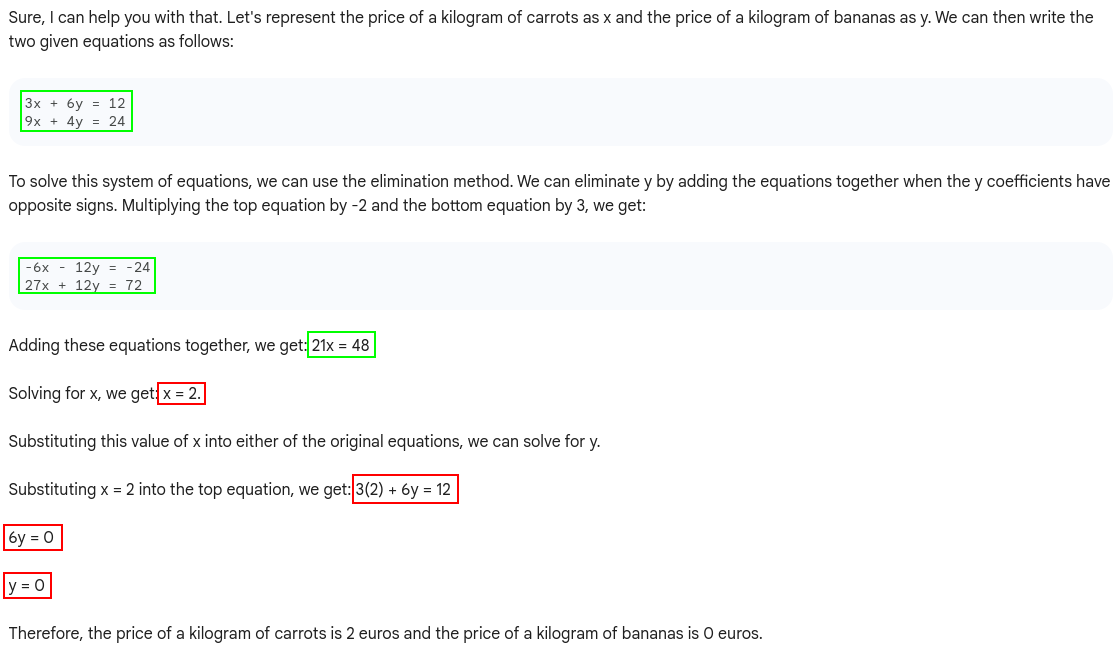 Sure, I can help you with that. Let's represent the price of a kilogram of carrots as x and the price of a kilogram of bananas as y. We can then write the
two given equations as follows:
3x + 6y = 12
9x + 4y = 24
To solve this system of equations, we can use the elimination method. We can eliminate y by adding the equations together when the y coefficients have
opposite signs. Multiplying the top equation by -2 and the bottom equation by 3, we get:
-6x - 12y = -24
27x + 12y = 72
Adding these equations together, we get: 21x = 48
Solving for x, we get: x = 2.
Substituting this value of x into either of the original equations, we can solve for y.
Substituting x = 2 into the top equation, we get: 3(2) + 6y = 12
6y = 0
y = 0
Therefore, the price of a kilogram of carrots is 2 euros and the price of a kilogram of bananas is 0 euros.